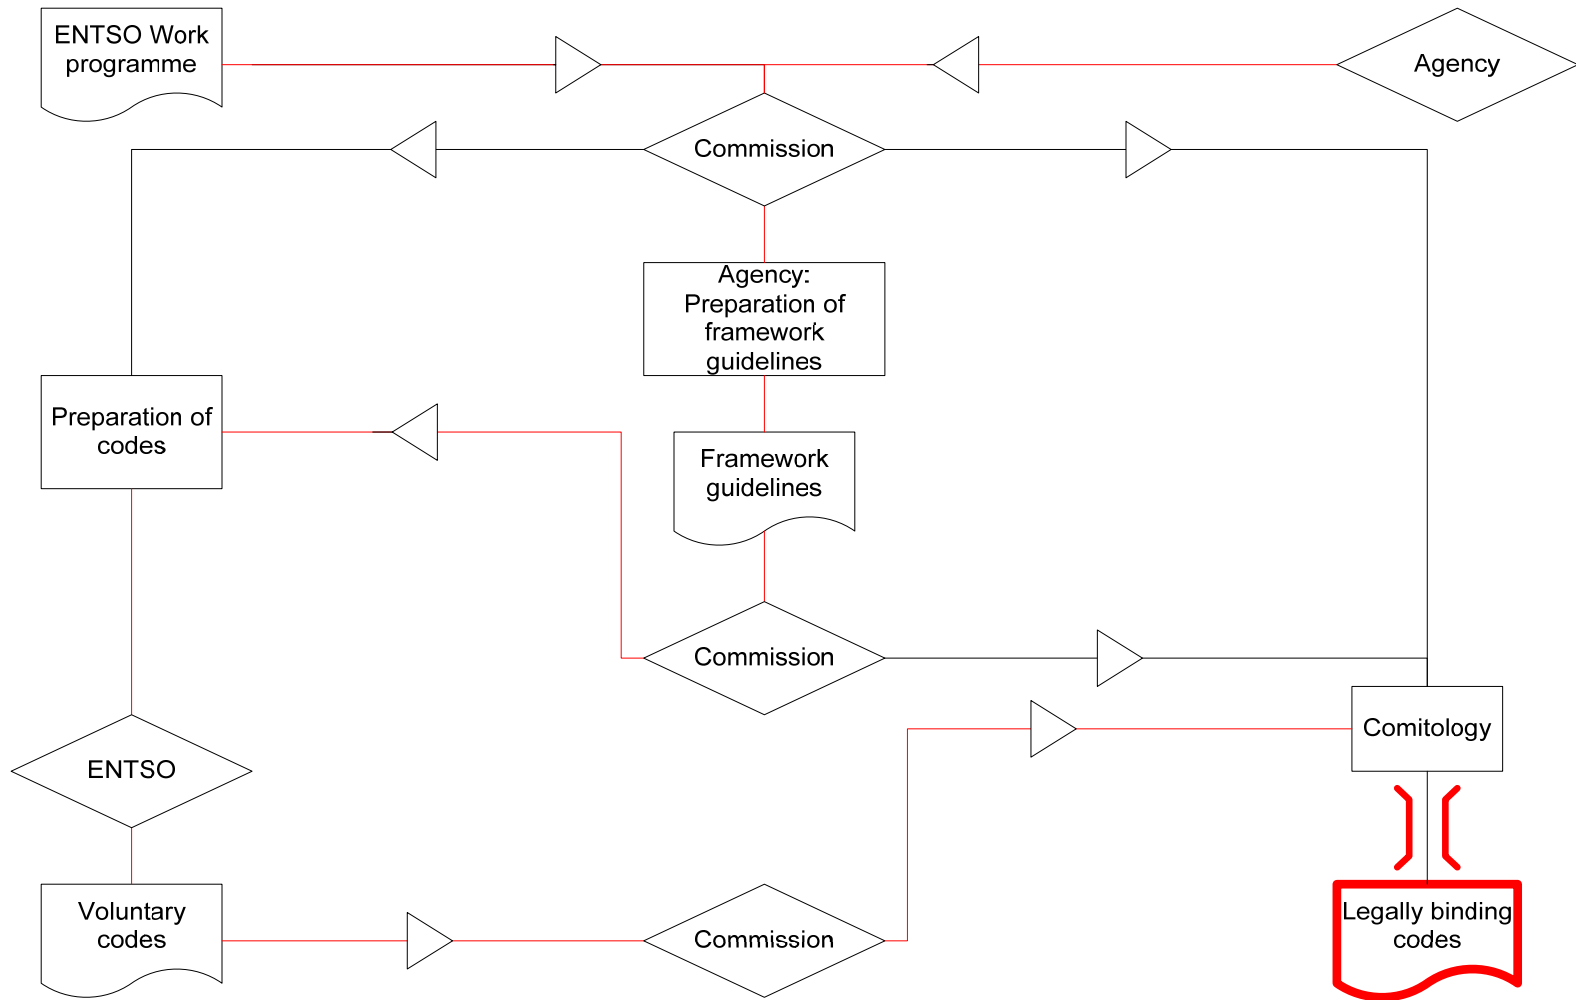 ENTSO Work
programme
Agency
Commission
Agency:
Preparation of
framework
guidelines
Preparation of
codes
Framework
guidelines
Commission
Comitology
ENTSO
Voluntary
codes
Commission
Legally binding
codes